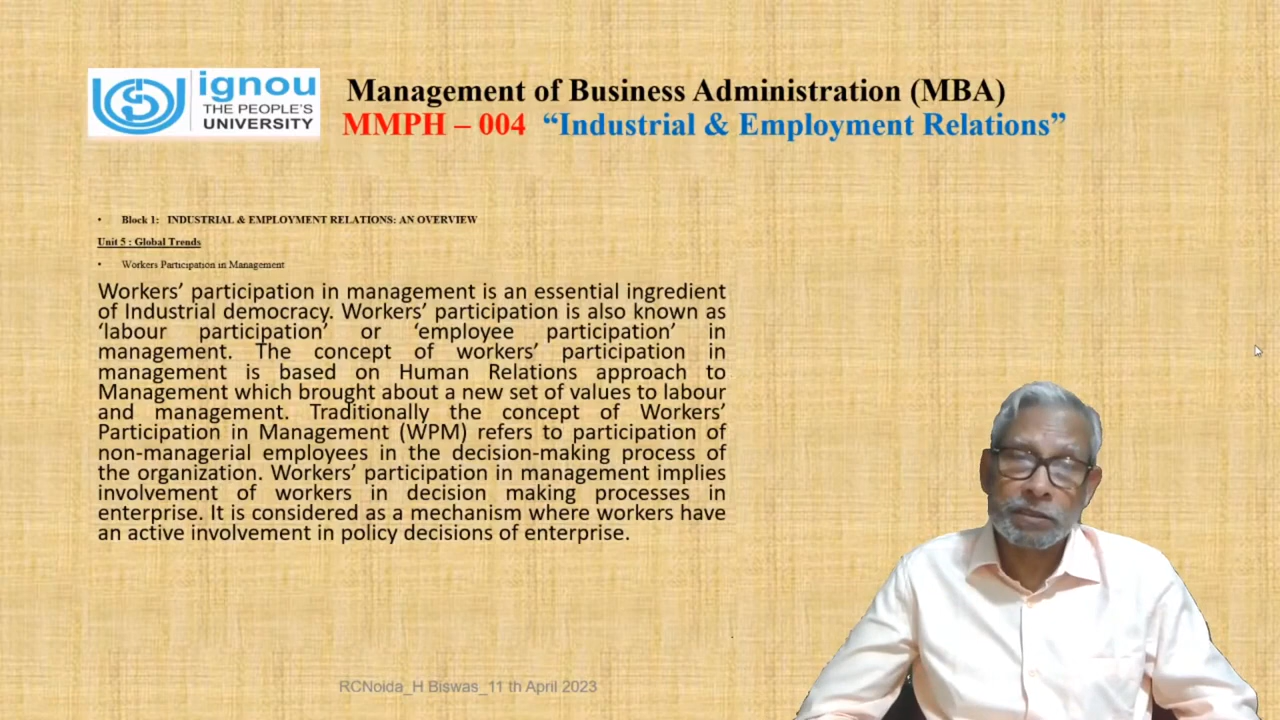 ignou
THE PEOPLE'S
UNIVERSITY
Management of Business Administration (MBA)
MMPH – 004 “Industrial & Employment Relations”
• Block 1: INDUSTRIAL & EMPLOYMENT RELATIONS: AN OVERVIEW
Unit 5 : Global Trends
• Workers Participation in Management
Workers’ participation in management is an essential ingredient
of Industrial democracy. Workers’ participation is also known as
‘labour participation’ or ‘employee participation’ in
management. The concept of workers’ participation in
management is based on Human Relations approach to
Management which brought about a new set of values to labour
and management. Traditionally the concept of Workers’
Participation in Management (WPM) refers to participation of
non-managerial employees in the decision-making process of
the organization. Workers’ participation in management implies
involvement of workers in decision making processes in
enterprise. It is considered as a mechanism where workers have
an active involvement in policy decisions of enterprise.
RCNoida_H Biswas_11 th April 2023